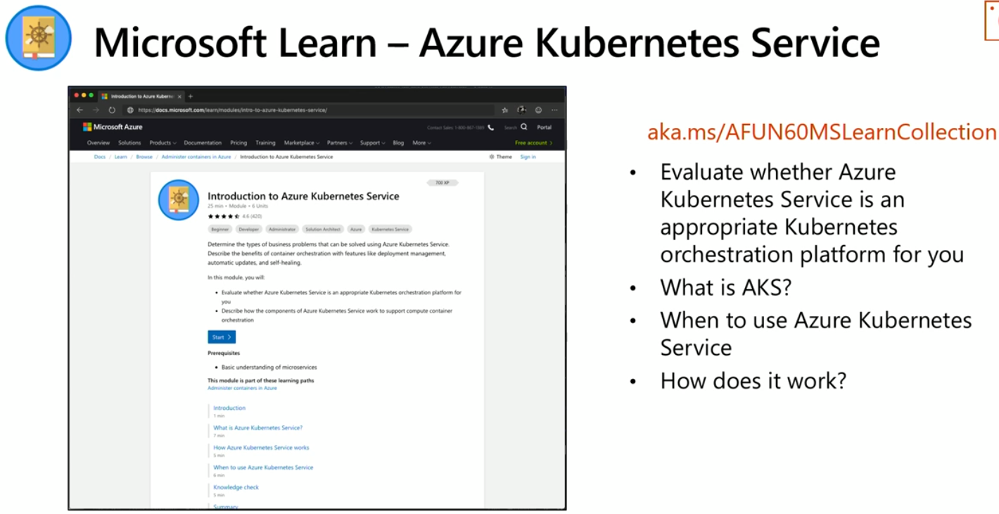 Microsoft Learn – Azure Kubernetes Service
Introduction to Azure Kuberne
https://docs.microsoft.com/learn/modules/intro-to-azure-kubernetes-service/
Microsoft Azure
Contact Sales 1-800-867-1389
Search
Portal
Overview Solutions Products Documentation Pricing Training Marketplace Partners Support Blog More
Free account >
Docs / Learn / Browse / Administer containers in Azure / Introduction to Azure Kubernetes Service
Theme Sign in
700 XP
Introduction to Azure Kubernetes Service
25 min • Module • 6 Units
4.6 (420)
Beginner Developer Administrator Solution Architect Azure Kubernetes Service
Determine the types of business problems that can be solved using Azure Kubernetes Service.
Describe the benefits of container orchestration with features like deployment management,
automatic updates, and self-healing.
In this module, you will:
• Evaluate whether Azure Kubernetes Service is an appropriate Kubernetes orchestration platform for
you
• Describe how the components of Azure Kubernetes Service work to support compute container
orchestration
Start >
Prerequisites
• Basic understanding of microservices
This module is part of these learning paths
Administer containers in Azure
Introduction
1 min
What is Azure Kubernetes Service?
7 min
How Azure Kubernetes Service works
5 min
When to use Azure Kubernetes Service
6 min
Knowledge check
5 min
Summary
aka.ms/AFUN60MSLearnCollection
• Evaluate whether Azure
Kubernetes Service is an
appropriate Kubernetes
orchestration platform for you
• What is AKS?
• When to use Azure Kubernetes
Service
• How does it work?